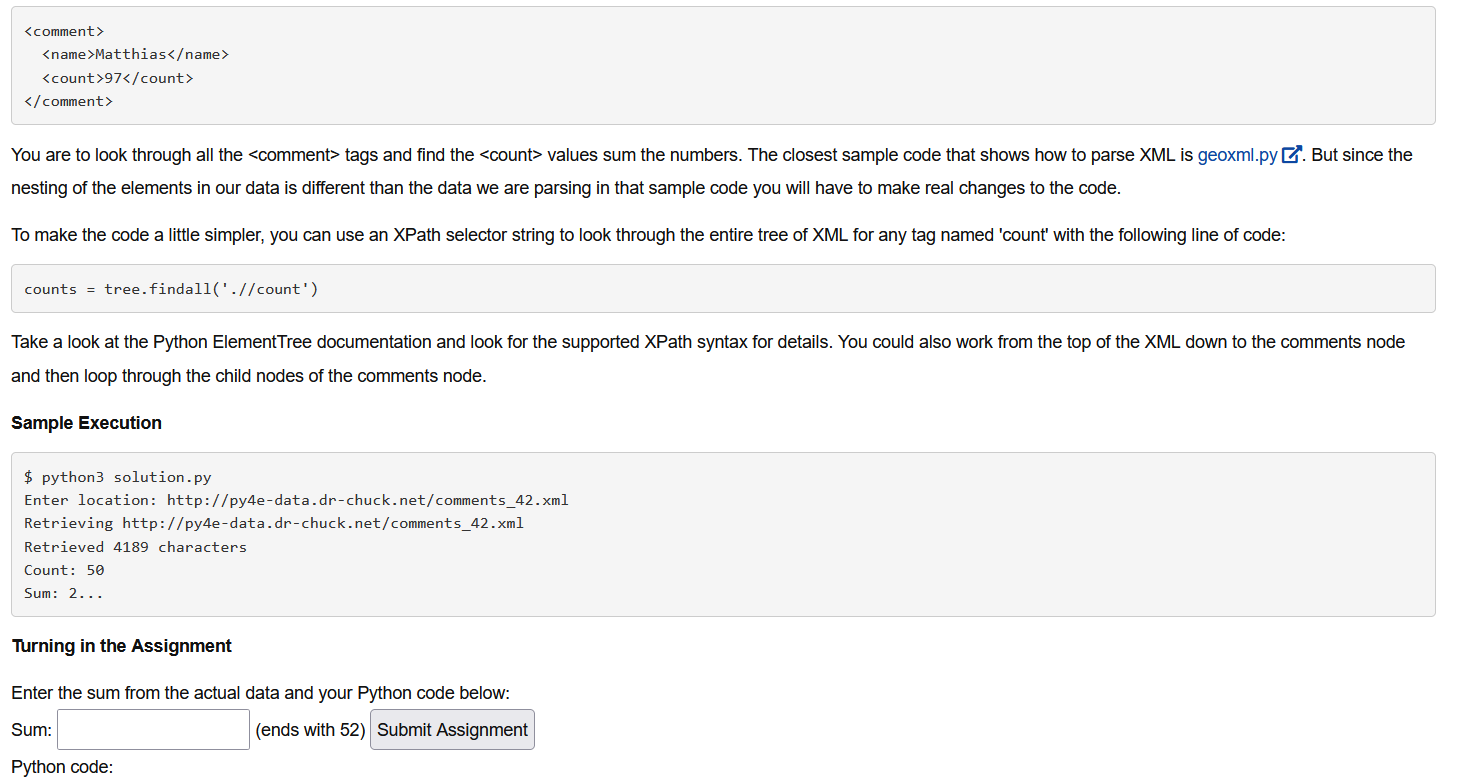 <comment>
  <name>Matthias</name>
  <count>97</count>
</comment>
You are to look through all the <comment> tags and find the <count> values sum the numbers. The closest sample code that shows how to parse XML is geoxml.py. But since the
nesting of the elements in our data is different than the data we are parsing in that sample code you will have to make real changes to the code.
To make the code a little simpler, you can use an XPath selector string to look through the entire tree of XML for any tag named 'count' with the following line of code:
counts = tree.findall('.//count')
Take a look at the Python ElementTree documentation and look for the supported XPath syntax for details. You could also work from the top of the XML down to the comments node
and then loop through the child nodes of the comments node.
Sample Execution
$ python3 solution.py
Enter location: http://py4e-data.dr-chuck.net/comments_42.xml
Retrieving http://py4e-data.dr-chuck.net/comments_42.xml
Retrieved 4189 characters
Count: 50
Sum: 2...
Turning in the Assignment
Enter the sum from the actual data and your Python code below:
Sum: (ends with 52) Submit Assignment
Python code: